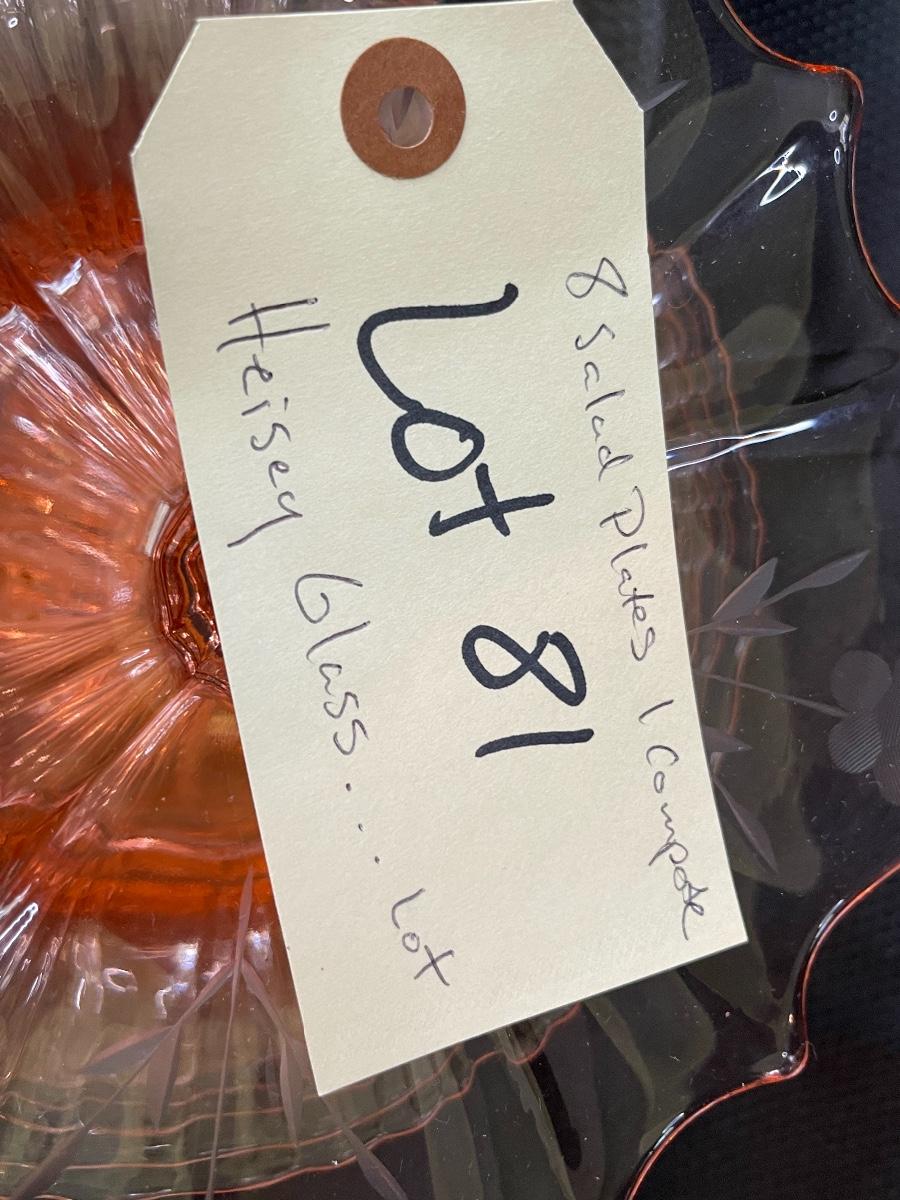 8 Salad Plates 1 Compote
Lot 81
Heisey Glass.... Lot